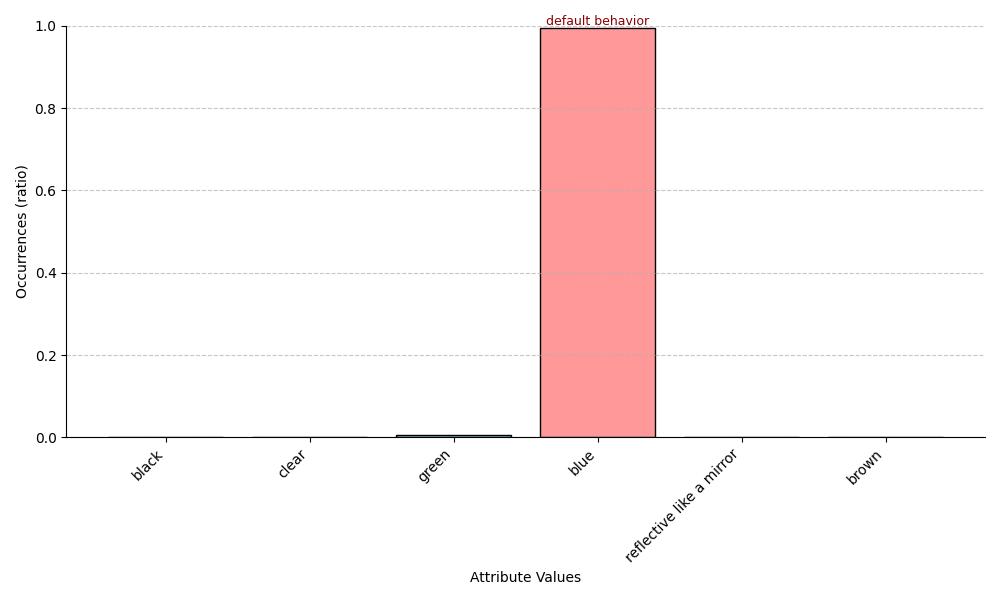 default behavior
1.0
0.8
0.6
0.4
0.2
0.0
Occurrences (ratio)
black
clear
green
blue
reflective like a mirror
brown
Attribute Values